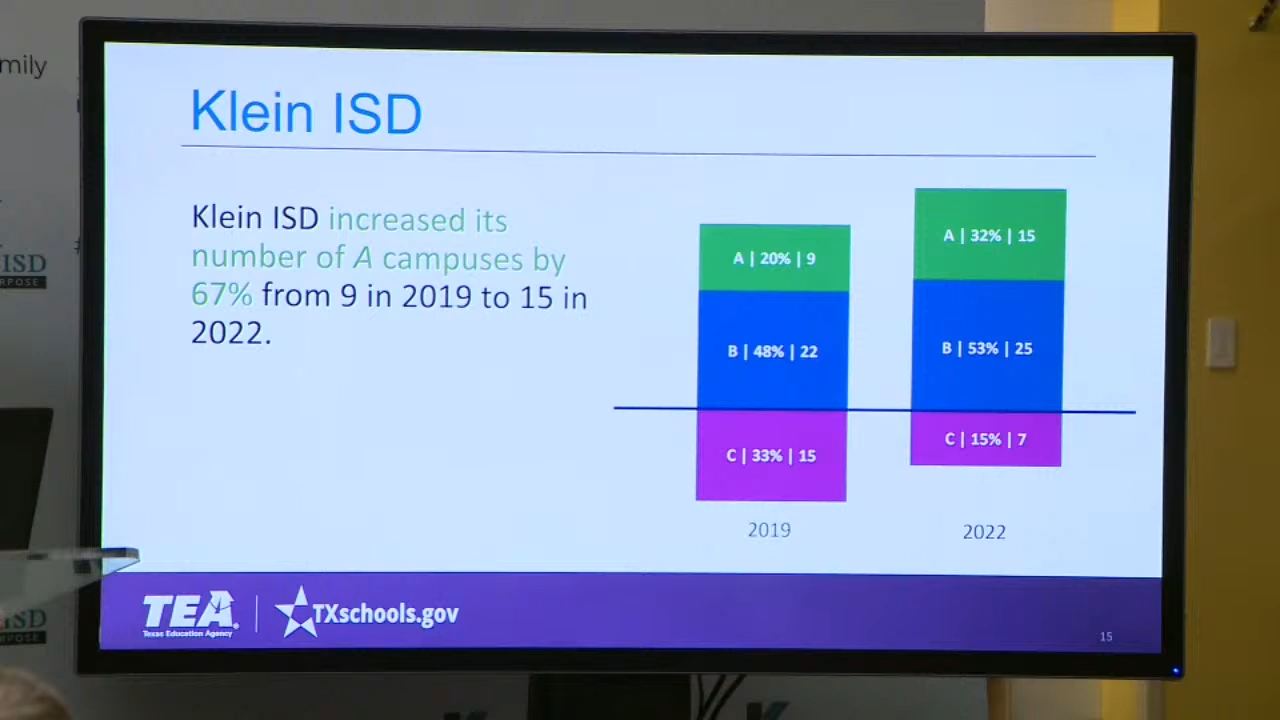 mily
Klein ISD
Klein ISD increased its
number of A campuses by
67% from 9 in 2019 to 15 in
2022.
A | 20% | 9
B | 48% | 22
C | 33% | 15
2019
A | 32% | 15
B | 53% | 25
C | 15% | 7
2022
ISD
RPOSE
TEA
Texas Education Agency
TXschools.gov
15
ISD
RPOSE